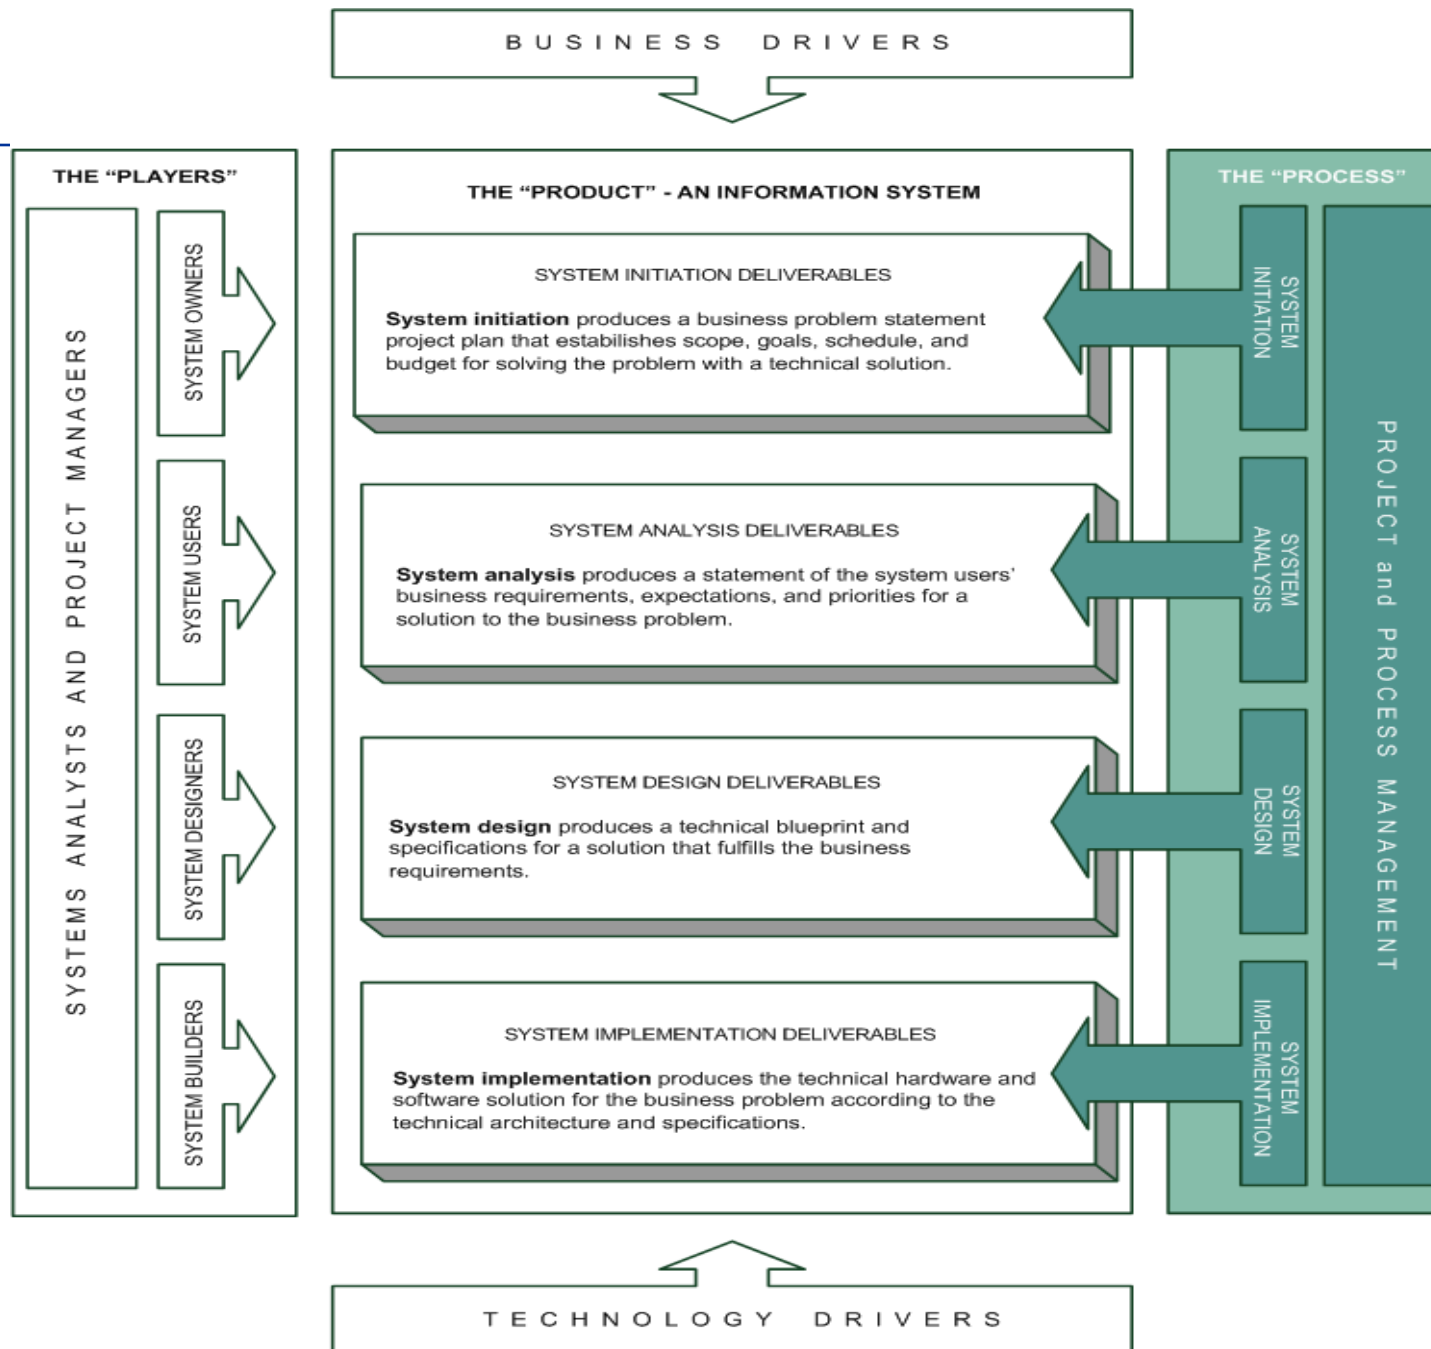 BUSINESS DRIVERS
THE “PLAYERS”
SYSTEMS ANALYSTS AND PROJECT MANAGERS
SYSTEM OWNERS
SYSTEM USERS
SYSTEM DESIGNERS
SYSTEM BUILDERS
THE “PRODUCT” - AN INFORMATION SYSTEM
SYSTEM INITIATION DELIVERABLES
System initiation produces a business problem statement
project plan that estabilishes scope, goals, schedule, and
budget for solving the problem with a technical solution.
SYSTEM ANALYSIS DELIVERABLES
System analysis produces a statement of the system users’
business requirements, expectations, and priorities for a
solution to the business problem.
SYSTEM DESIGN DELIVERABLES
System design produces a technical blueprint and
specifications for a solution that fulfills the business
requirements.
SYSTEM IMPLEMENTATION DELIVERABLES
System implementation produces the technical hardware and
software solution for the business problem according to the
technical architecture and specifications.
THE “PROCESS”
SYSTEM
INITIATION
SYSTEM
ANALYSIS
SYSTEM
DESIGN
SYSTEM
IMPLEMENTATION
PROJECT and PROCESS MANAGEMENT
TECHNOLOGY DRIVERS